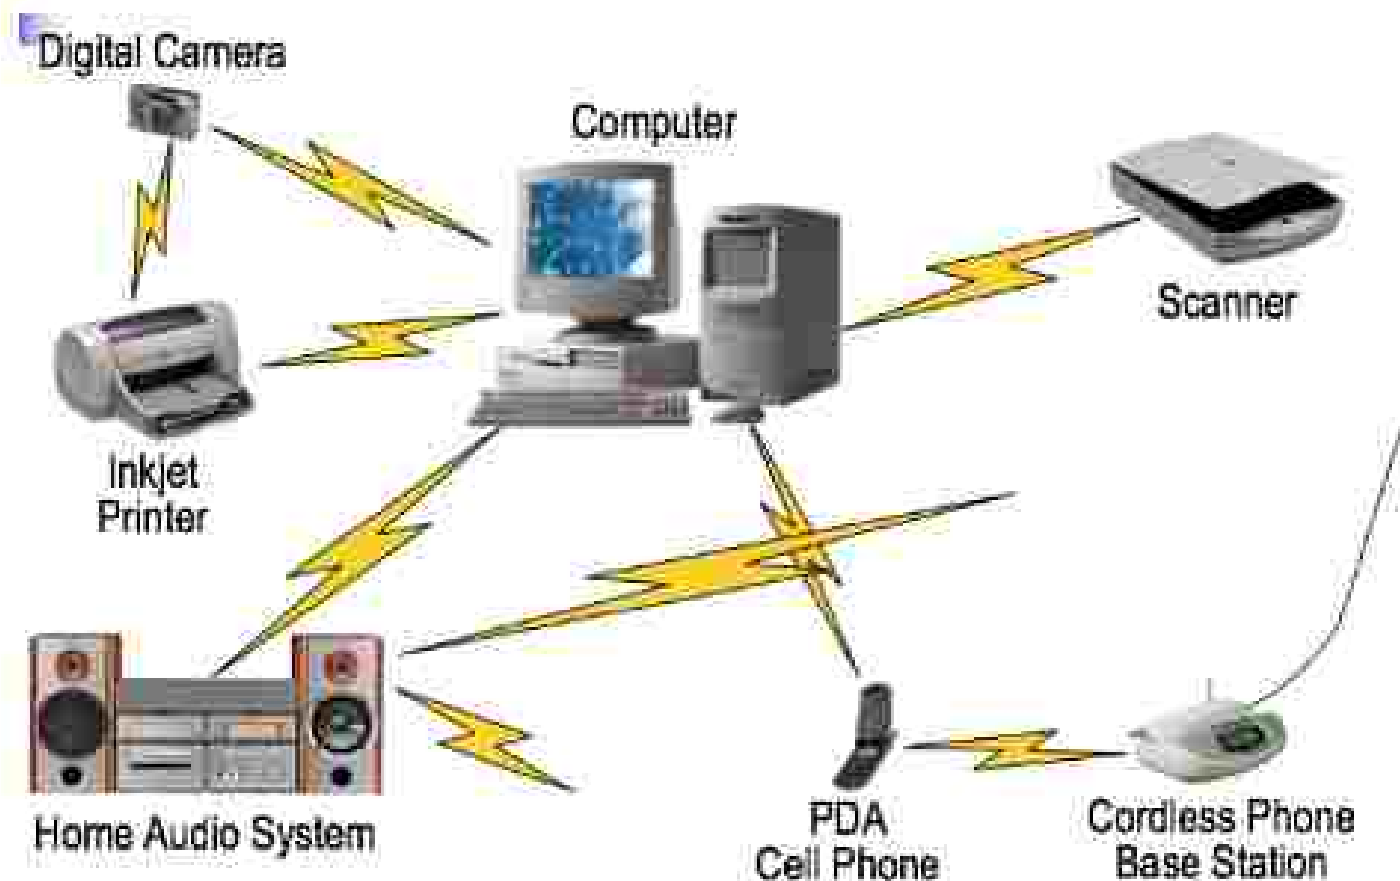 Digital Camera
Computer
Scanner
Inkjet
Printer
Home Audio System
PDA
Cell Phone
Cordless Phone
Base Station